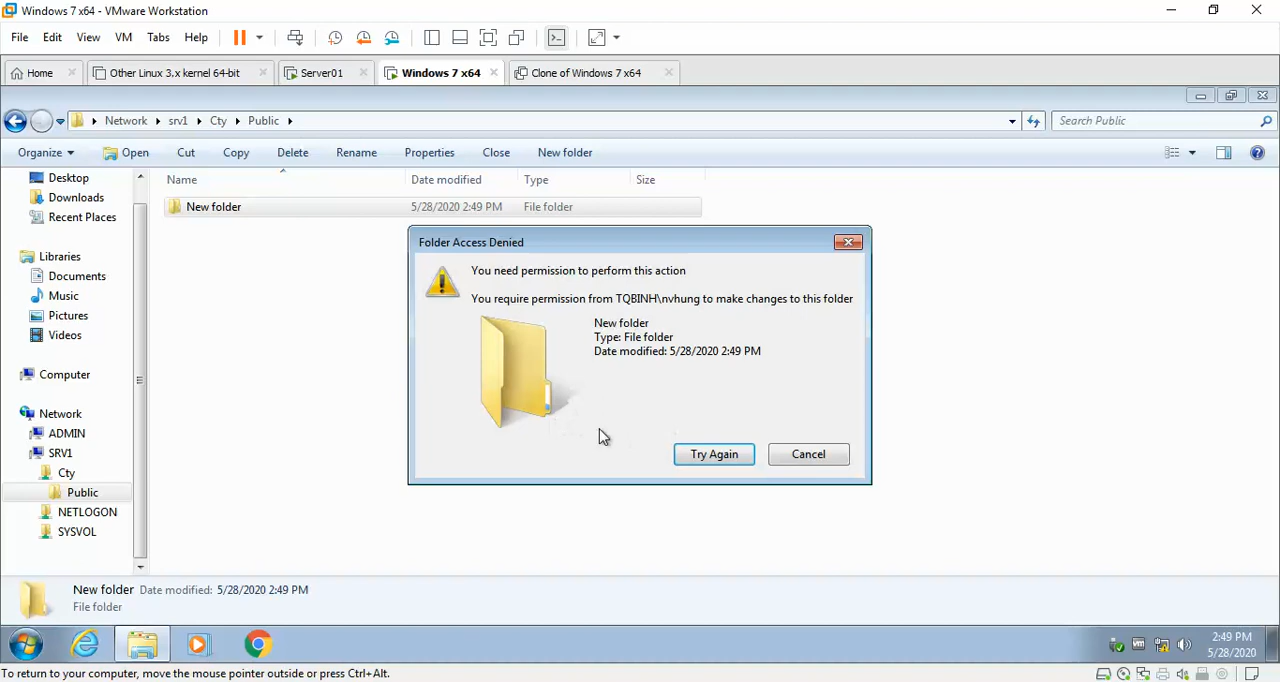 Windows 7 x64 - VMware Workstation
File Edit View VM Tabs Help
Home Other Linux 3.x kernel 64-bit Server01 Windows 7 x64 Clone of Windows 7 x64
Network srv1 Cty Public Search Public
Organize Open Cut Copy Delete Rename Properties Close New folder
Name Date modified Type Size
New folder 5/28/2020 2:49 PM File folder
Desktop
Downloads
Recent Places
Libraries
Documents
Music
Pictures
Videos
Computer
Network
ADMIN
SRV1
Cty
Public
NETLOGON
SYSVOL
Folder Access Denied
You need permission to perform this action
You require permission from TQBINH\nvhung to make changes to this folder
New folder
Type: File folder
Date modified: 5/28/2020 2:49 PM
Try Again Cancel
New folder Date modified: 5/28/2020 2:49 PM
File folder
2:49 PM
5/28/2020
To return to your computer, move the mouse pointer outside or press Ctrl+Alt.